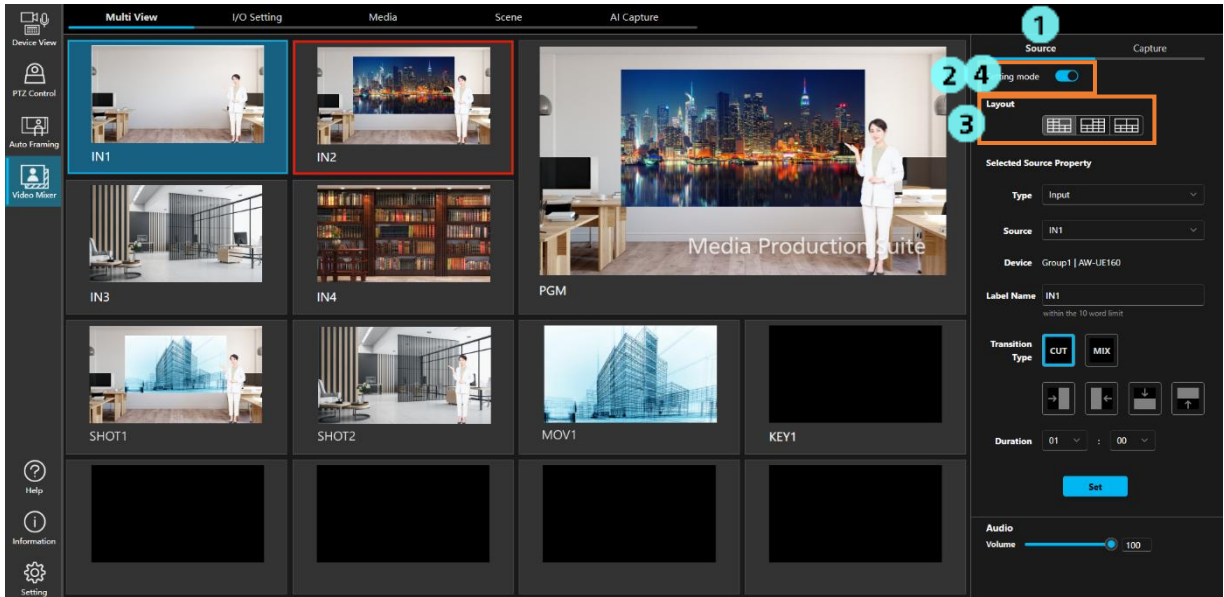 Multi View
I/O Setting
Media
Scene
AI Capture
Device View
PTZ Control
Auto Framing
Video Mixer
Help
Information
Setting
IN1
IN2
IN3
IN4
Media Production Suite
PGM
SHOT1
SHOT2
MOV1
KEY1
1
Source
Capture
2
4
mode
3
Layout
Selected Source Property
Type
Input
Source
IN1
Device
Group1 | AW-UE160
Label Name
IN1
within the 10 word limit
Transition
Type
CUT
MIX
Duration
01
:
00
Set
Audio
Volume
100